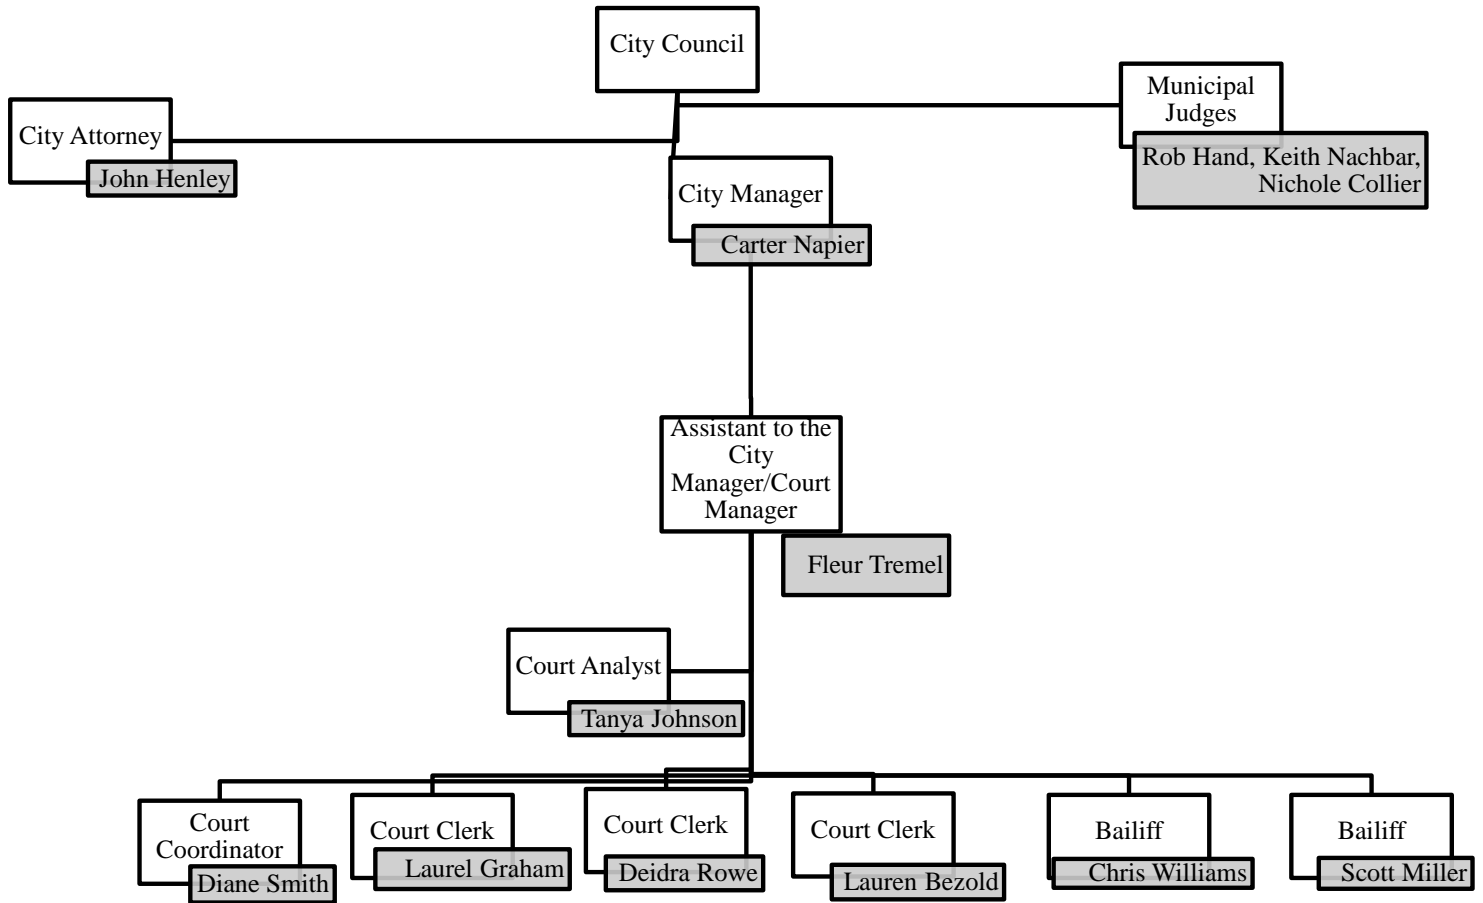 City Council
Municipal
Judges
Rob Hand, Keith Nachbar,
Nichole Collier
City Attorney
John Henley
City Manager
Carter Napier
Assistant to the
City
Manager/Court
Manager
Fleur Tremel
Court Analyst
Tanya Johnson
Court
Coordinator
Diane Smith
Court Clerk
Laurel Graham
Court Clerk
Deidra Rowe
Court Clerk
Lauren Bezold
Bailiff
Chris Williams
Bailiff
Scott Miller